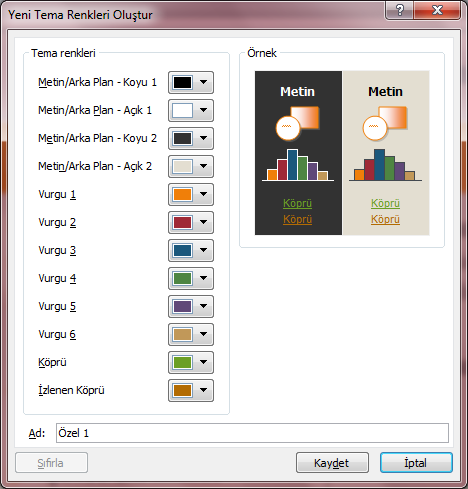 Yeni Tema Renkleri Oluştur
Tema renkleri
Metin/Arka Plan - Koyu 1
Metin/Arka Plan - Açık 1
Metin/Arka Plan - Koyu 2
Metin/Arka Plan - Açık 2
Vurgu 1
Vurgu 2
Vurgu 3
Vurgu 4
Vurgu 5
Vurgu 6
Köprü
İzlenen Köprü
Örnek
Metin
Köprü
Köprü
Metin
Köprü
Köprü
Ad: Özel 1
Sıfırla
Kaydet
İptal